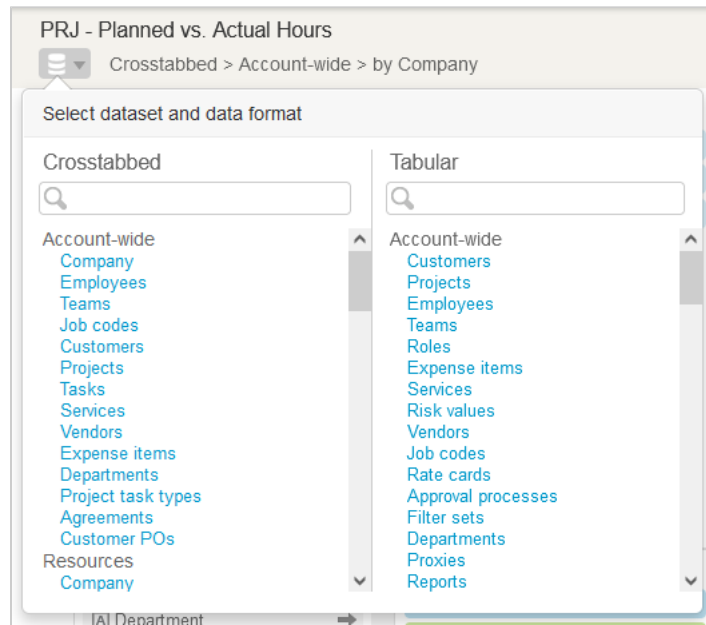 PRJ - Planned vs. Actual Hours
Crosstabbed > Account-wide > by Company
Select dataset and data format
Crosstabbed
Account-wide
Company
Employees
Teams
Job codes
Customers
Projects
Tasks
Services
Vendors
Expense items
Departments
Project task types
Agreements
Customer POs
Resources
Company
Tabular
Account-wide
Customers
Projects
Employees
Teams
Roles
Expense items
Services
Risk values
Vendors
Job codes
Rate cards
Approval processes
Filter sets
Departments
Proxies
Reports
[A] Department